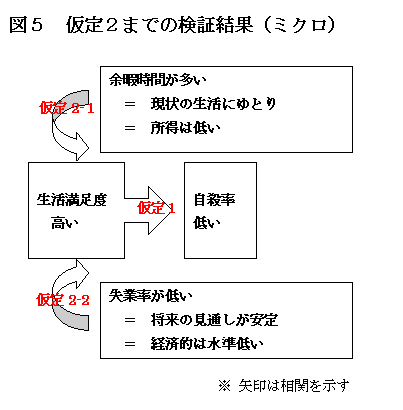 図５　仮定２までの検証結果（ミクロ）
余暇時間が多い
＝　現状の生活にゆとり
＝　所得は低い
仮定2-1
生活満足度
高い
仮定1
自殺率
低い
仮定2-2
失業率が低い
＝　将来の見通しが安定
＝　経済的は水準低い
※ 矢印は相関を示す